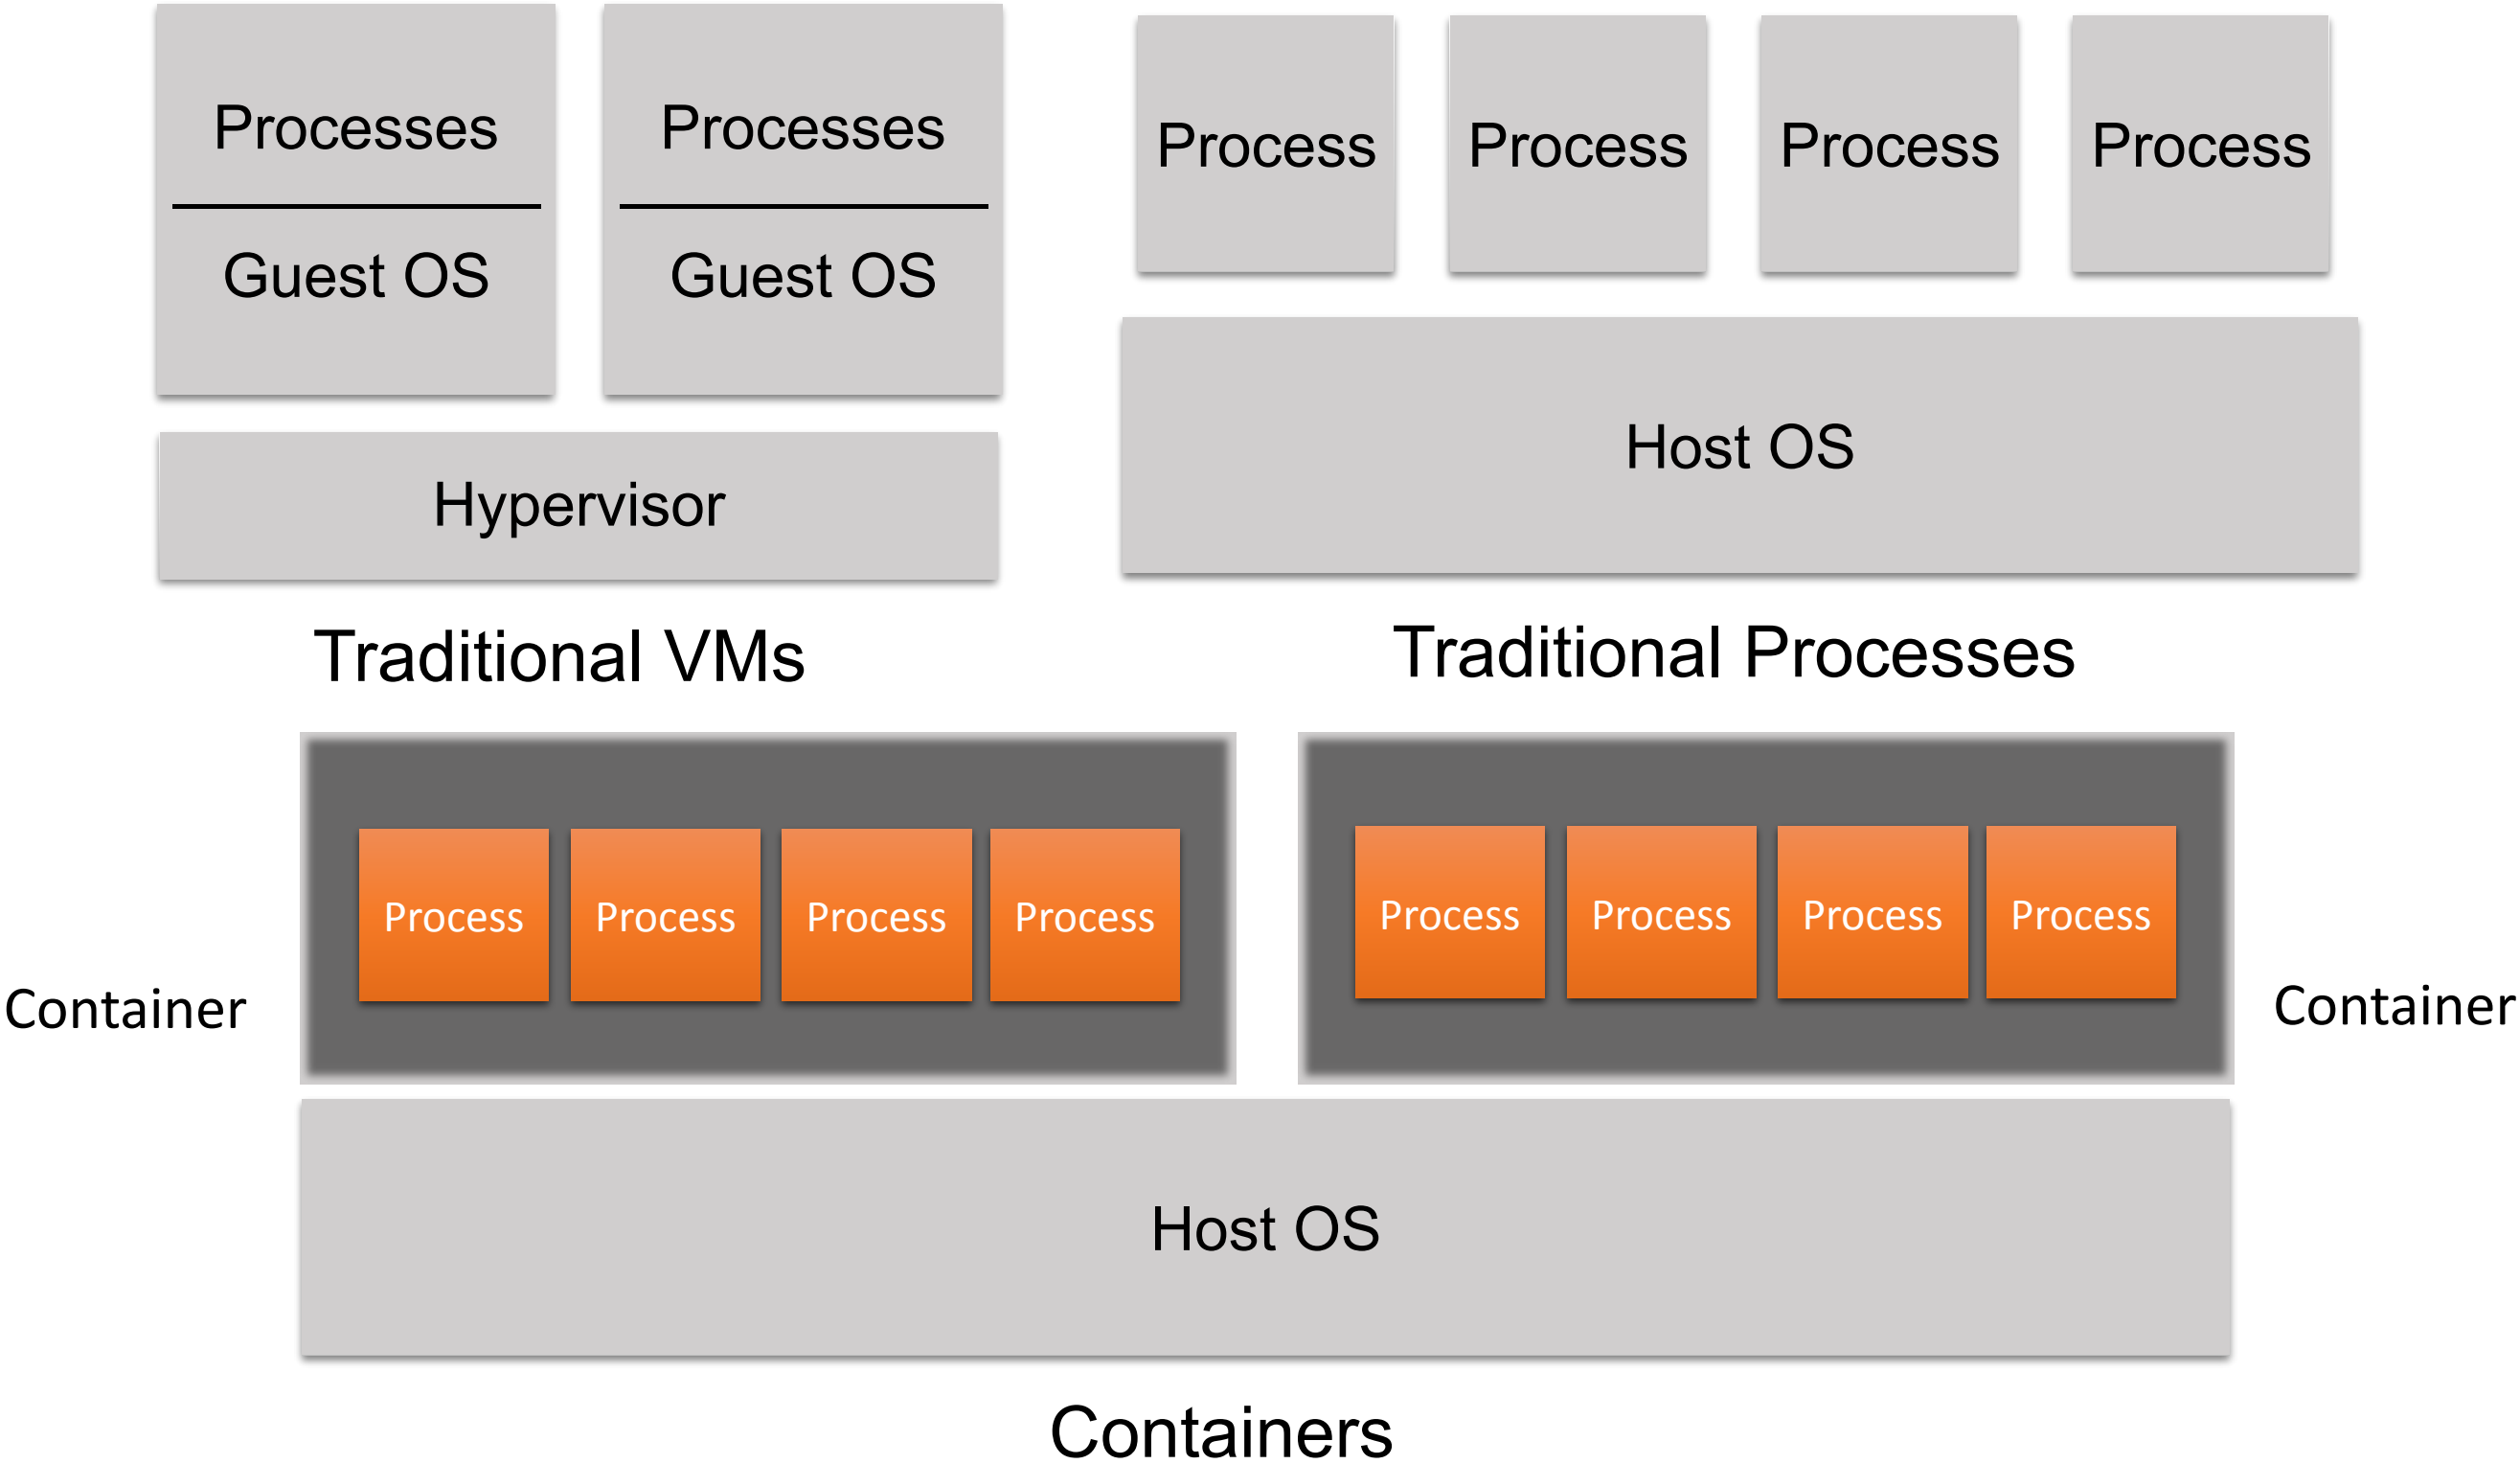 Processes
Guest OS
Processes
Guest OS
Hypervisor
Traditional VMs
Process
Process
Process
Process
Host OS
Traditional Processes
Container
Process
Process
Process
Process
Process
Process
Process
Process
Container
Host OS
Containers